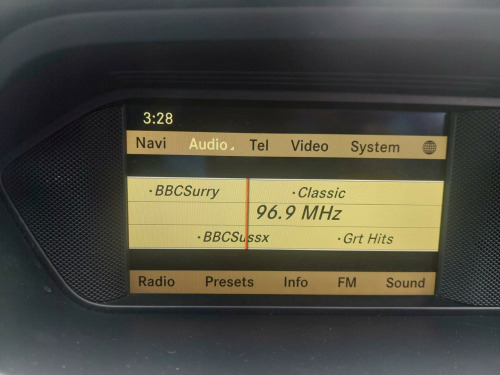 3:28
Navi Audio Tel Video System
·BBCSurry ·Classic
96.9 MHz
·BBCSussx ·Grt Hits
Radio Presets Info FM Sound